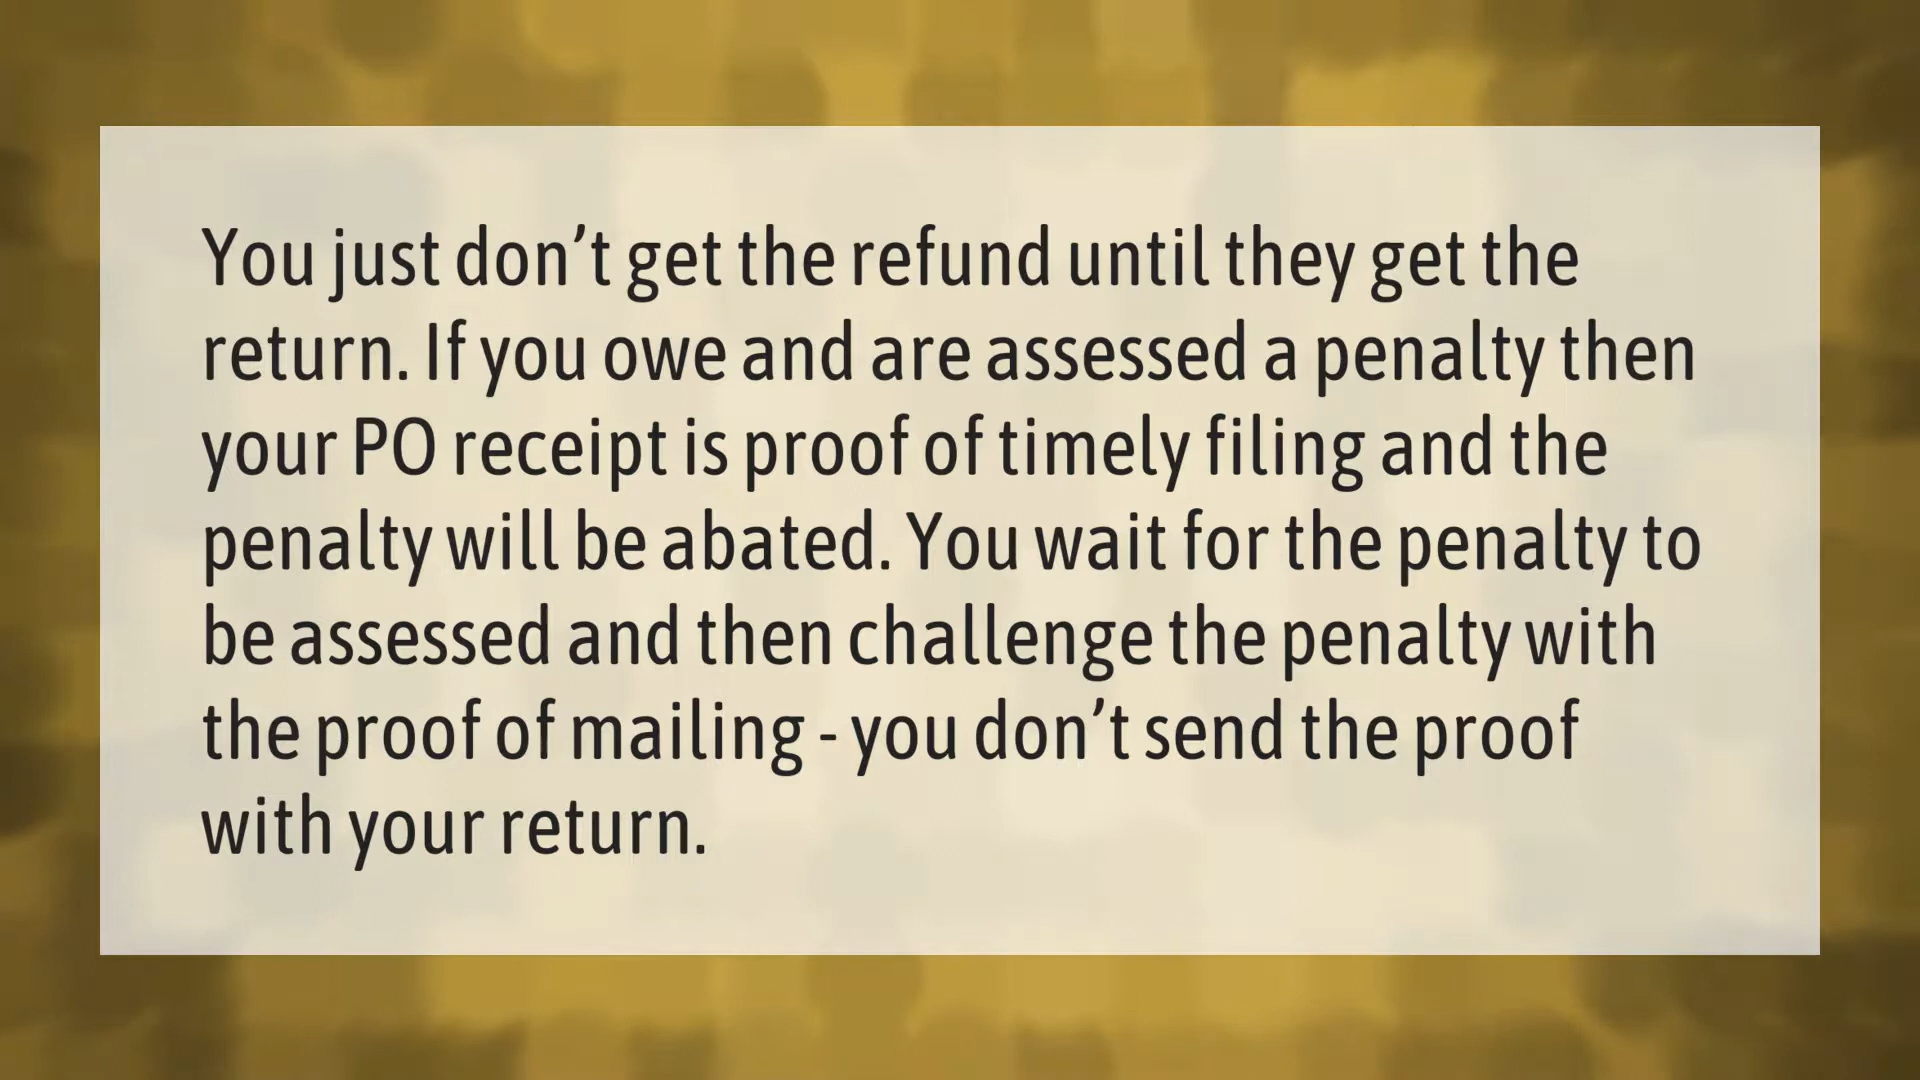 You just don’t get the refund until they get the
return. If you owe and are assessed a penalty then
your PO receipt is proof of timely filing and the
penalty will be abated. You wait for the penalty to
be assessed and then challenge the penalty with
the proof of mailing - you don’t send the proof
with your return.